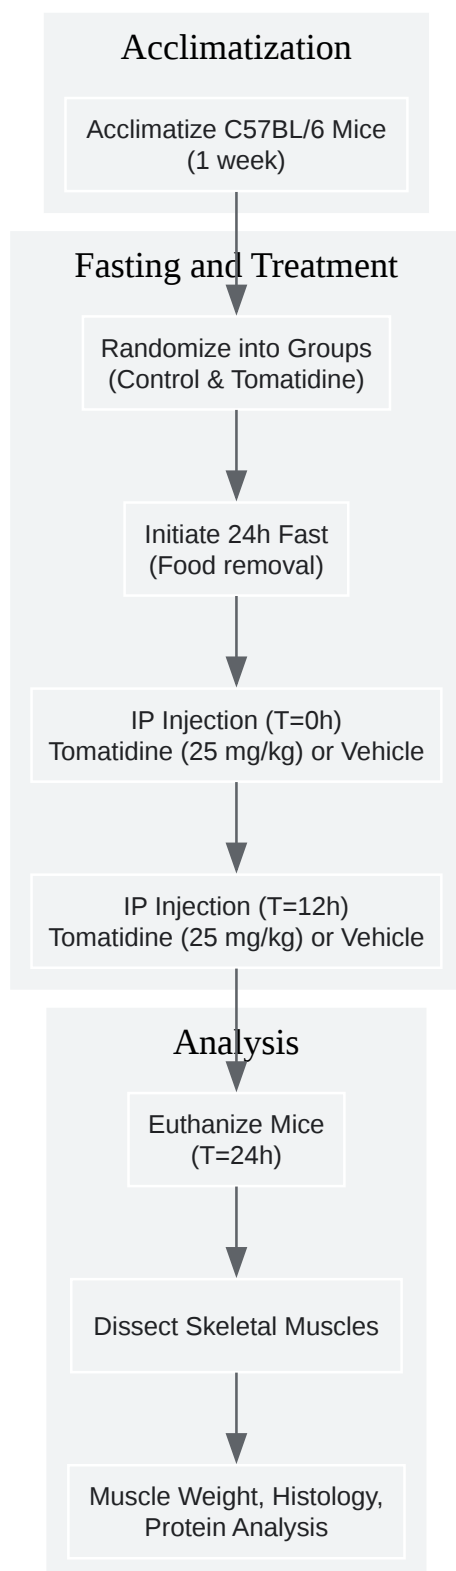 Acclimatization
Acclimatize C57BL/6 Mice
(1 week)
Fasting and Treatment
Randomize into Groups
(Control & Tomatidine)
Initiate 24h Fast
(Food removal)
IP Injection (T=0h)
Tomatidine (25 mg/kg) or Vehicle
IP Injection (T=12h)
Tomatidine (25 mg/kg) or Vehicle
Analysis
Euthanize Mice
(T=24h)
Dissect Skeletal Muscles
Muscle Weight, Histology,
Protein Analysis